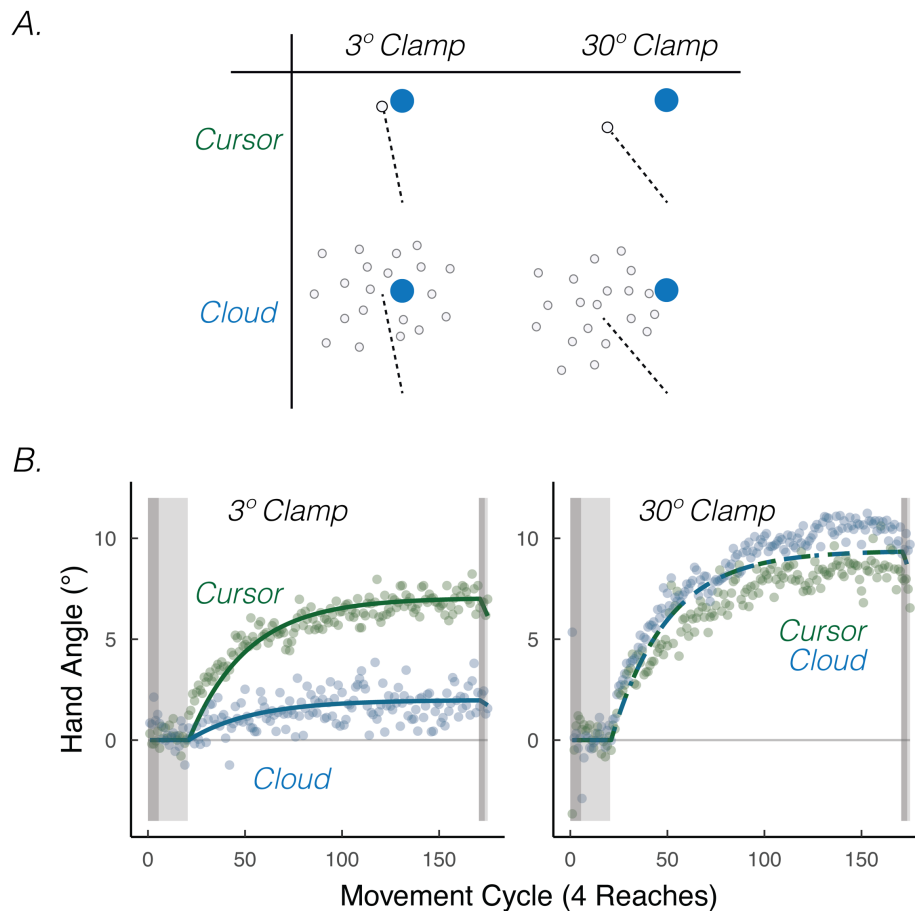 A.
3° Clamp
30° Clamp
Cursor
Cloud
B.
3° Clamp
30° Clamp
10
5
0
10
5
0
Cursor
Cloud
Cursor
Cloud
Hand Angle (°)
0
50
100
150
0
50
100
150
Movement Cycle (4 Reaches)